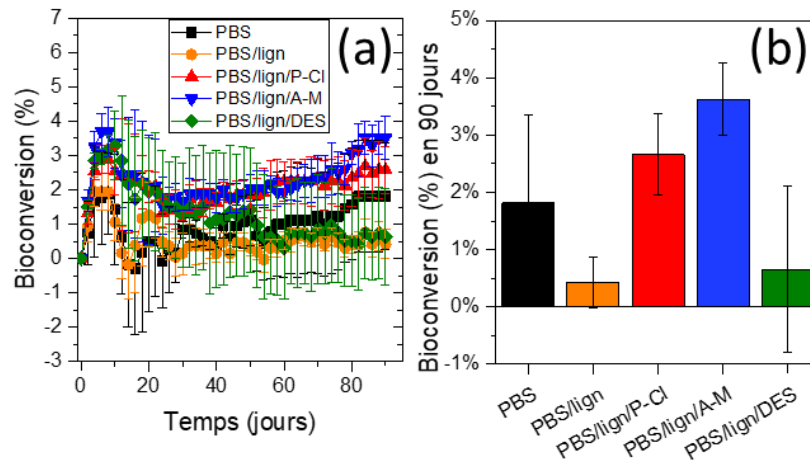 (a)
PBS
PBS/lign
PBS/lign/P-Cl
PBS/lign/A-M
PBS/lign/DES
Bioconversion (%)
7
6
5
4
3
2
1
0
-1
-2
-3
0 20 40 60 80
Temps (jours)
(b)
Bioconversion (%) en 90 jours
5%
4%
3%
2%
1%
0%
-1%
PBS
PBS/lign
PBS/lign/P-Cl
PBS/lign/A-M
PBS/lign/DES